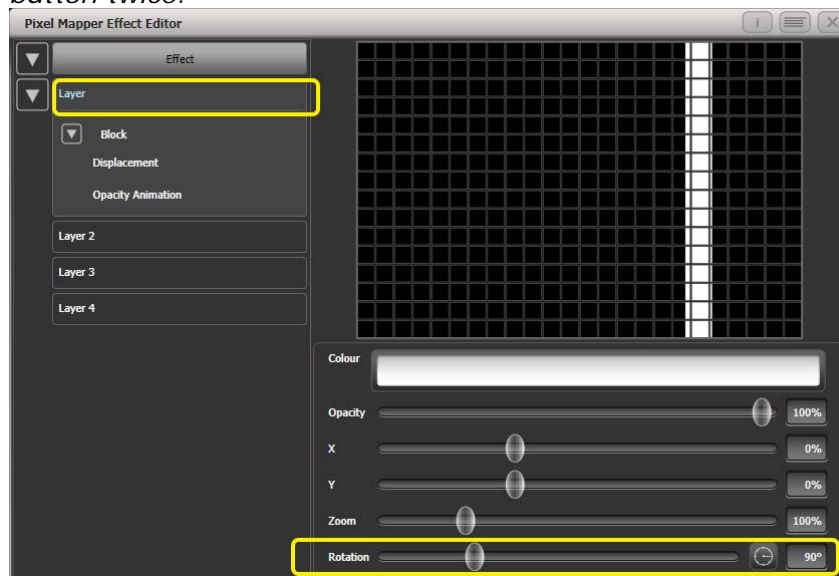 button twice.
Pixel Mapper Effect Editor
i
Effect
Layer
Block
Displacement
Opacity Animation
Layer 2
Layer 3
Layer 4
Colour
Opacity 100%
X 0%
Y 0%
Zoom 100%
Rotation 90°